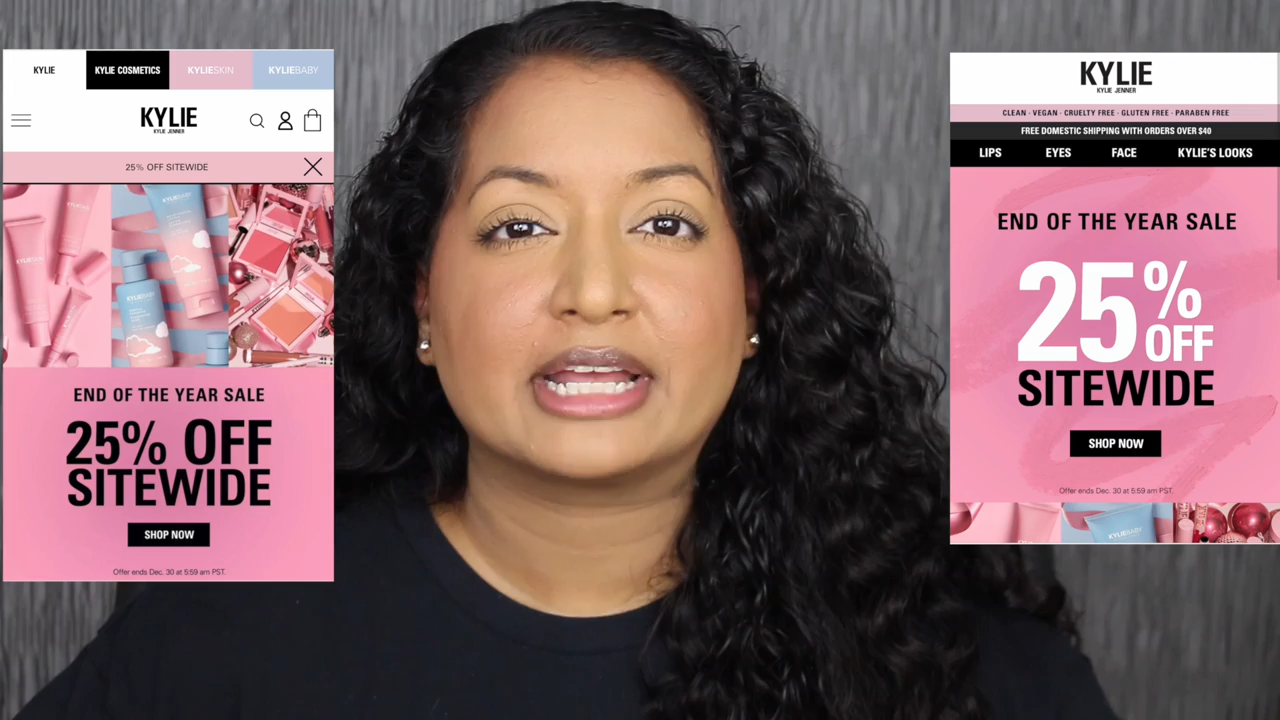 KYLIE
KYLIE COSMETICS
KYLIESKIN
KYLIEBABY
KYLIE
KYLIE JENNER
25% OFF SITEWIDE
KYLIEBABY
END OF THE YEAR SALE
25% OFF
SITEWIDE
SHOP NOW
Offer ends Dec. 30 at 5:59 am PST.
KYLIE
KYLIE JENNER
CLEAN · VEGAN · CRUELTY FREE · GLUTEN FREE · PARABEN FREE
FREE DOMESTIC SHIPPING WITH ORDERS OVER $40
LIPS EYES FACE KYLIE'S LOOKS
END OF THE YEAR SALE
25%
OFF
SITEWIDE
SHOP NOW
Offer ends Dec. 30 at 5:59 am PST.
KYLIEBABY